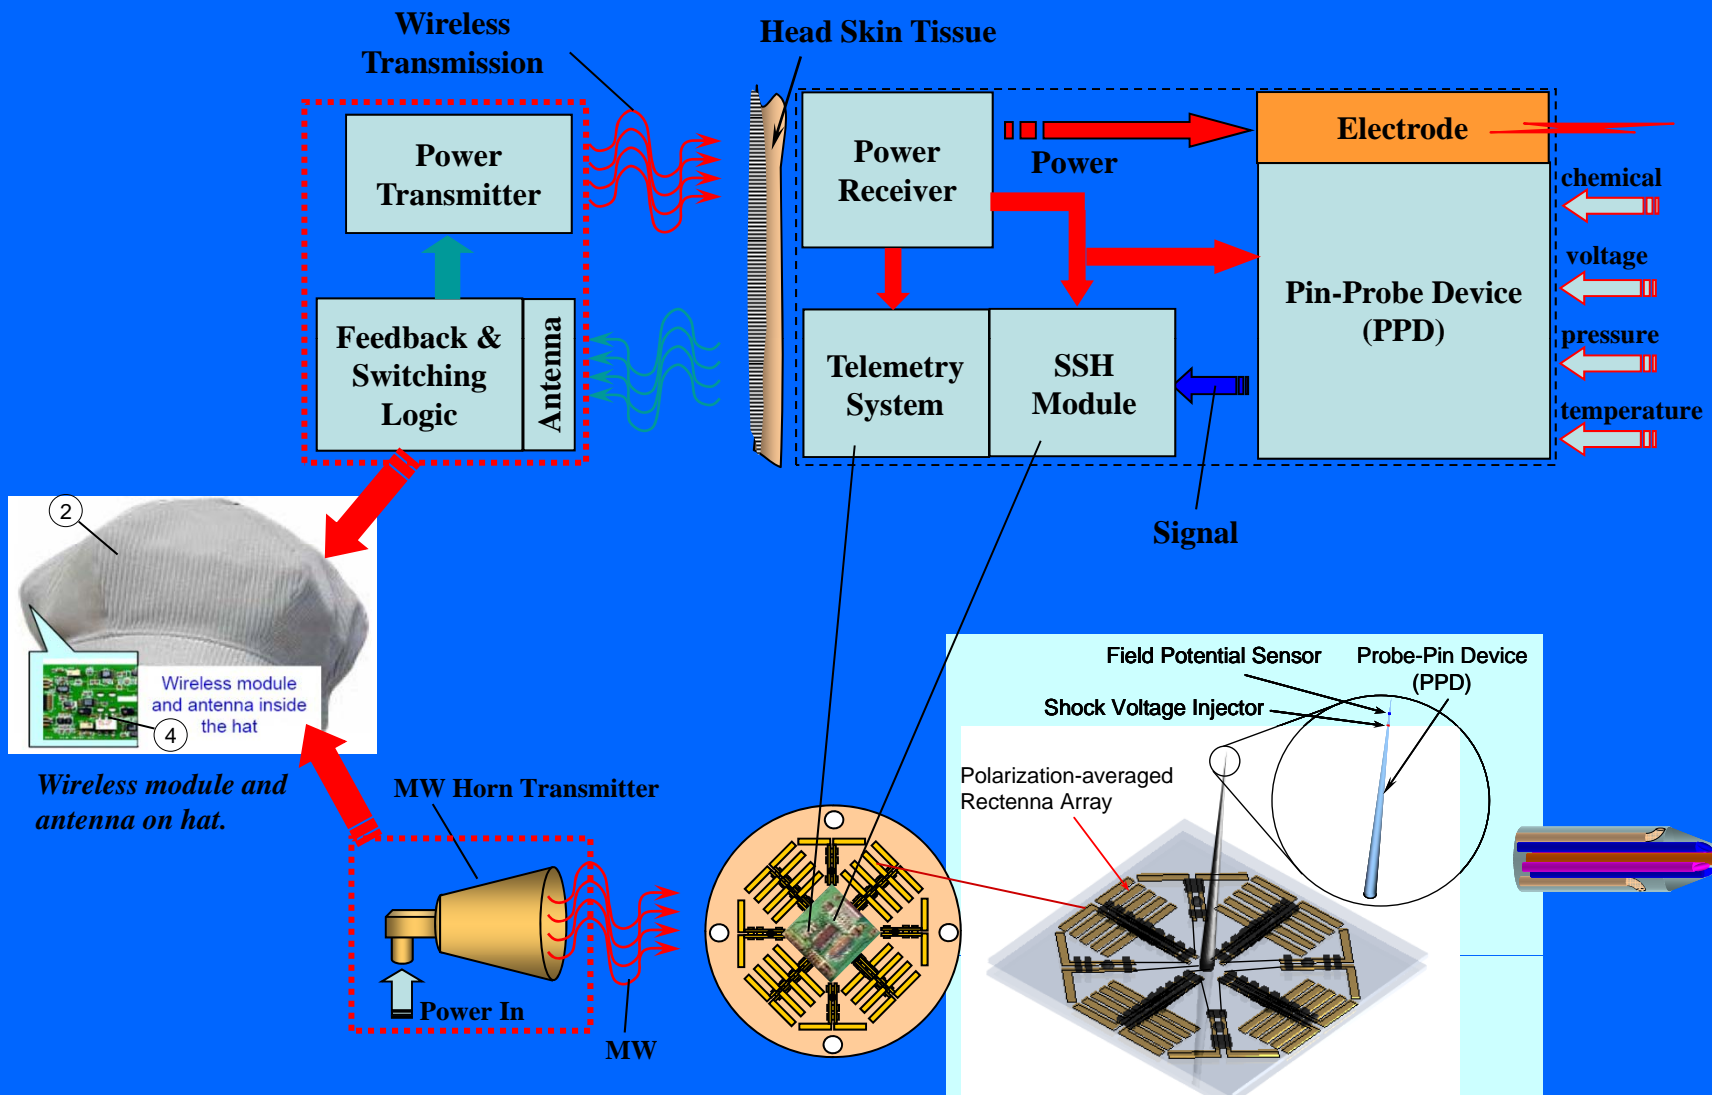 Wireless
Transmission
Head Skin Tissue
Power
Transmitter
Power
Receiver
Power
Electrode
chemical
voltage
pressure
temperature
Pin-Probe Device
(PPD)
Feedback &
Switching
Logic
Antenna
Telemetry
System
SSH
Module
Signal
2
Wireless module
and antenna inside
the hat
4
Wireless module and
antenna on hat.
MW Horn Transmitter
Power In
MW
Field Potential Sensor
Probe-Pin Device
(PPD)
Shock Voltage Injector
Polarization-averaged
Rectenna Array